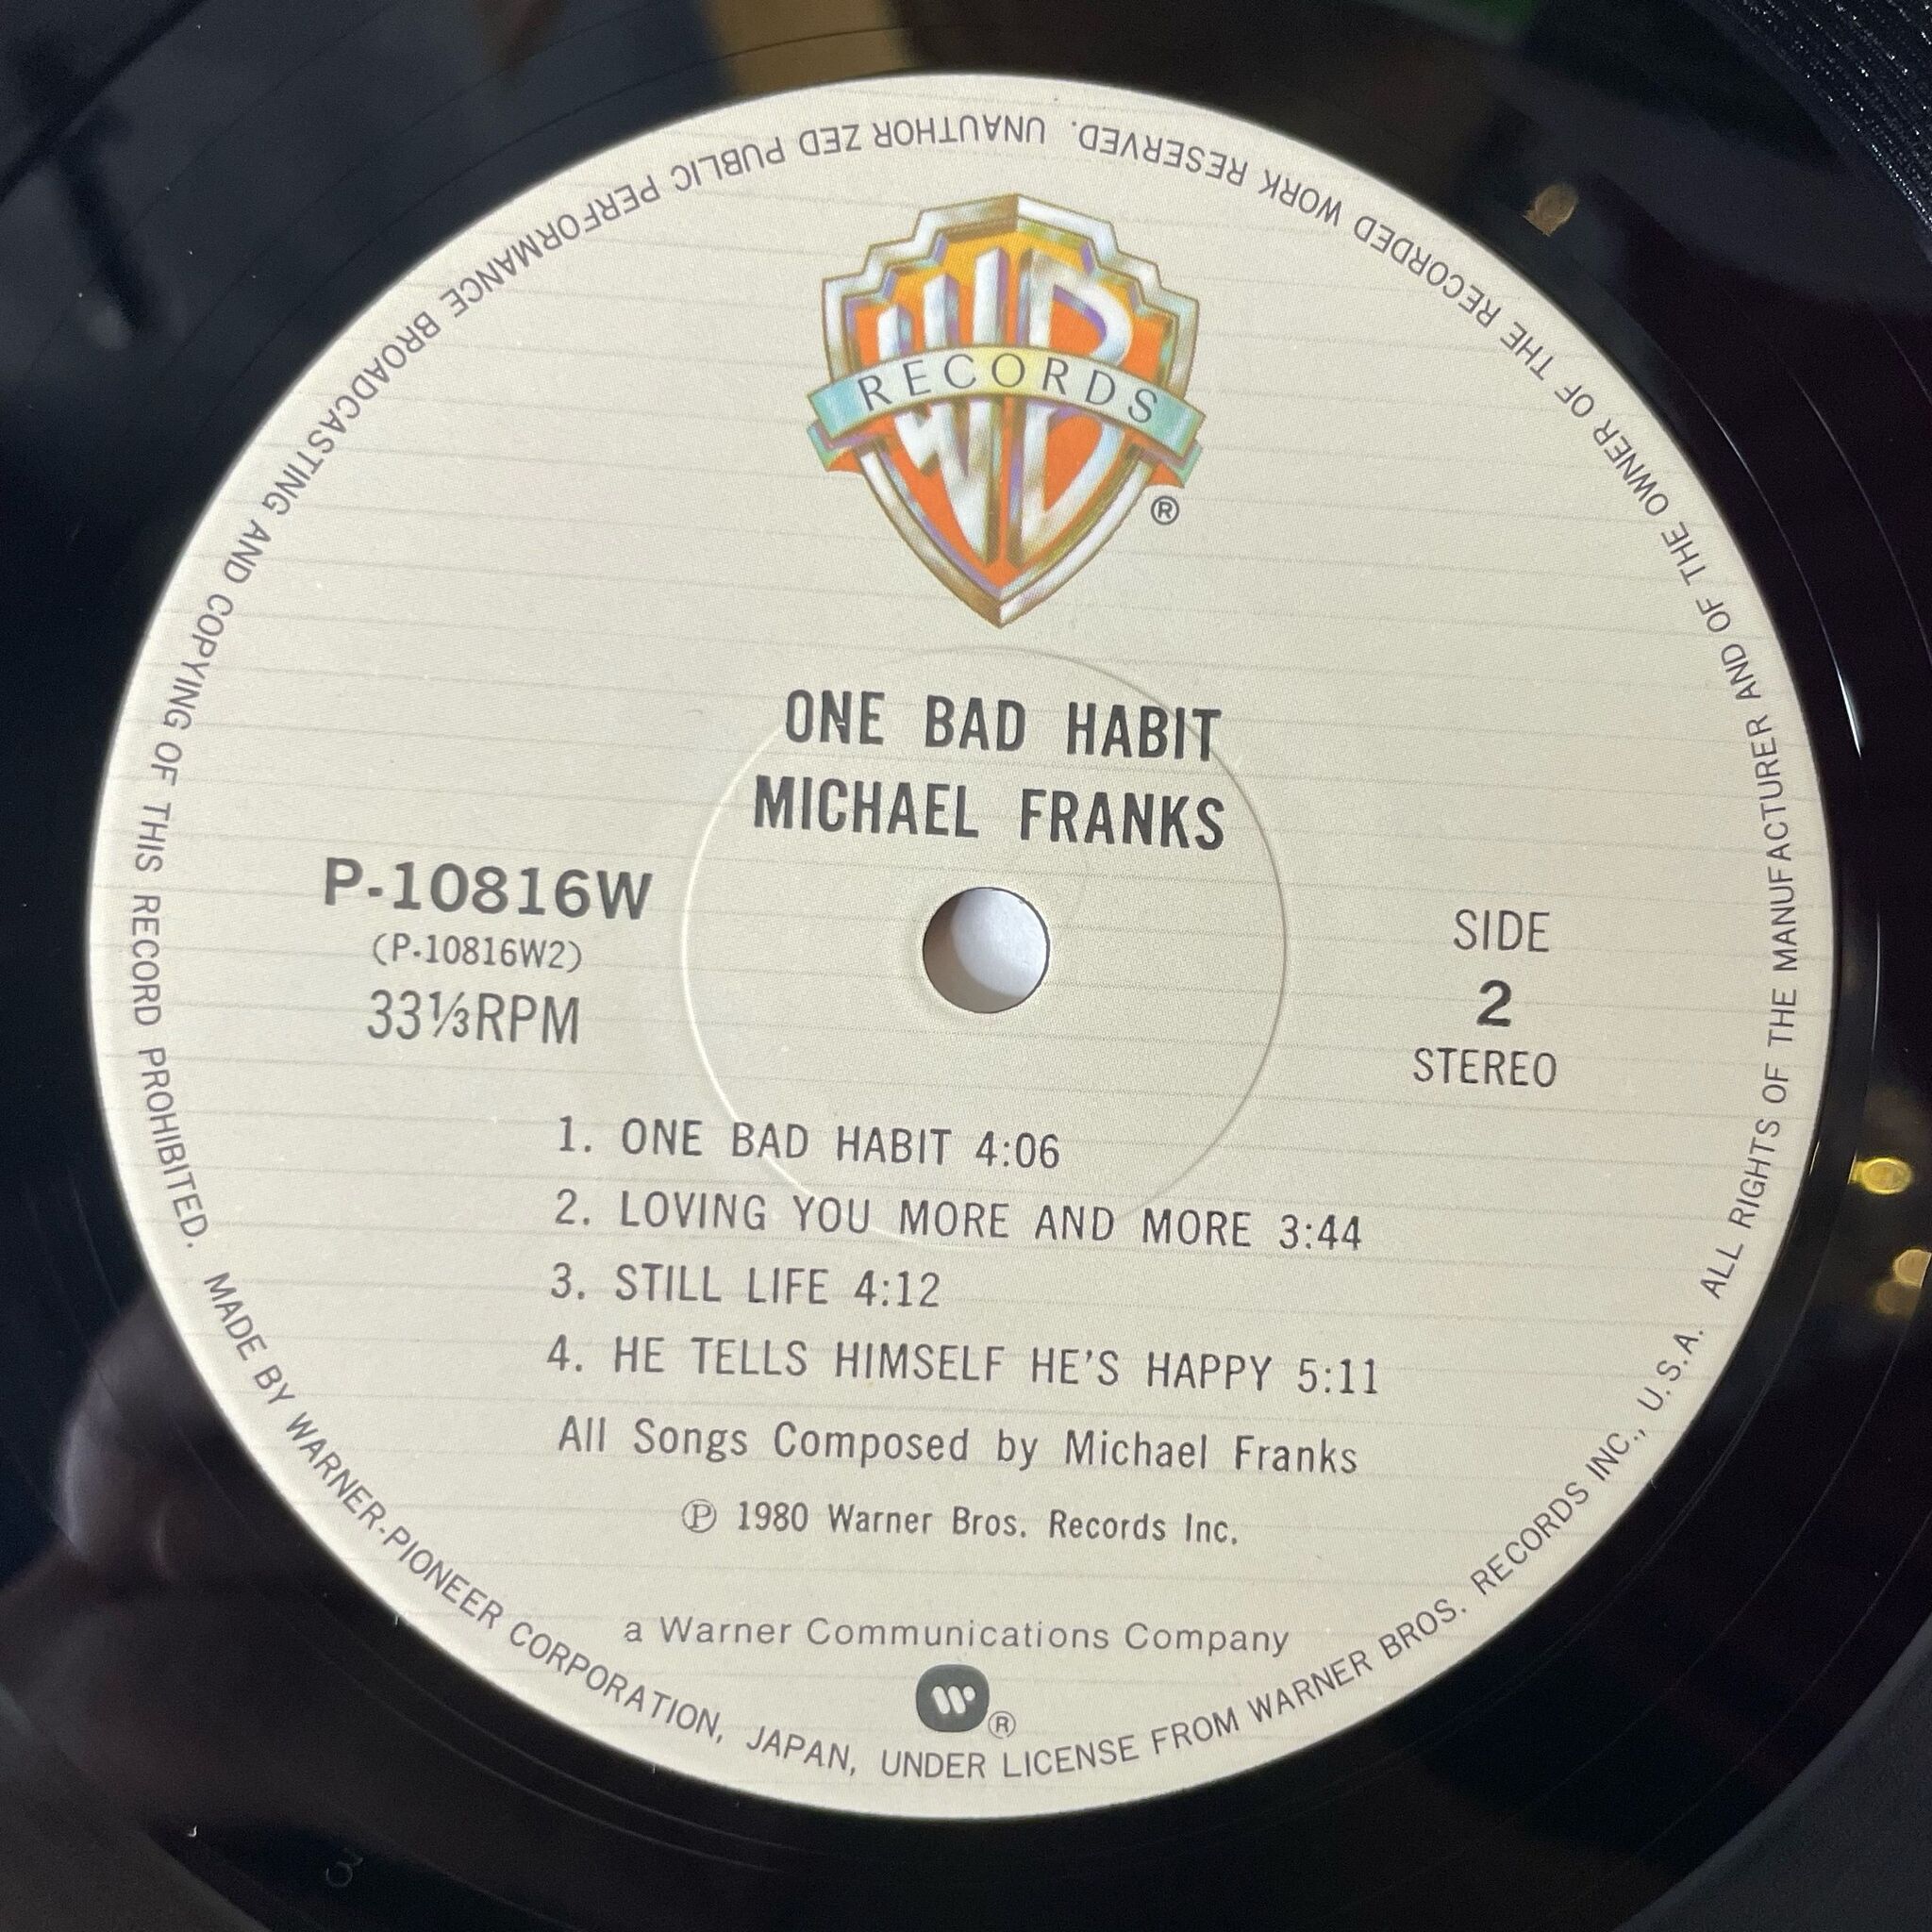 WB
RECORDS
®
ONE BAD HABIT
MICHAEL FRANKS
P-10816W
(P-10816W2)
33⅓RPM
SIDE
2
STEREO
1. ONE BAD HABIT 4:06
2. LOVING YOU MORE AND MORE 3:44
3. STILL LIFE 4:12
4. HE TELLS HIMSELF HE'S HAPPY 5:11
All Songs Composed by Michael Franks
℗ 1980 Warner Bros. Records Inc.
a Warner Communications Company
W®
MADE BY WARNER-PIONEER CORPORATION, JAPAN, UNDER LICENSE FROM WARNER BROS. RECORDS INC., U.S.A. ALL RIGHTS OF THE MANUFACTURER AND OF THE OWNER OF THE RECORDED WORK RESERVED. UNAUTHOR ZED PUBLIC PERFORMANCE BROADCASTING AND COPYING OF THIS RECORD PROHIBITED.